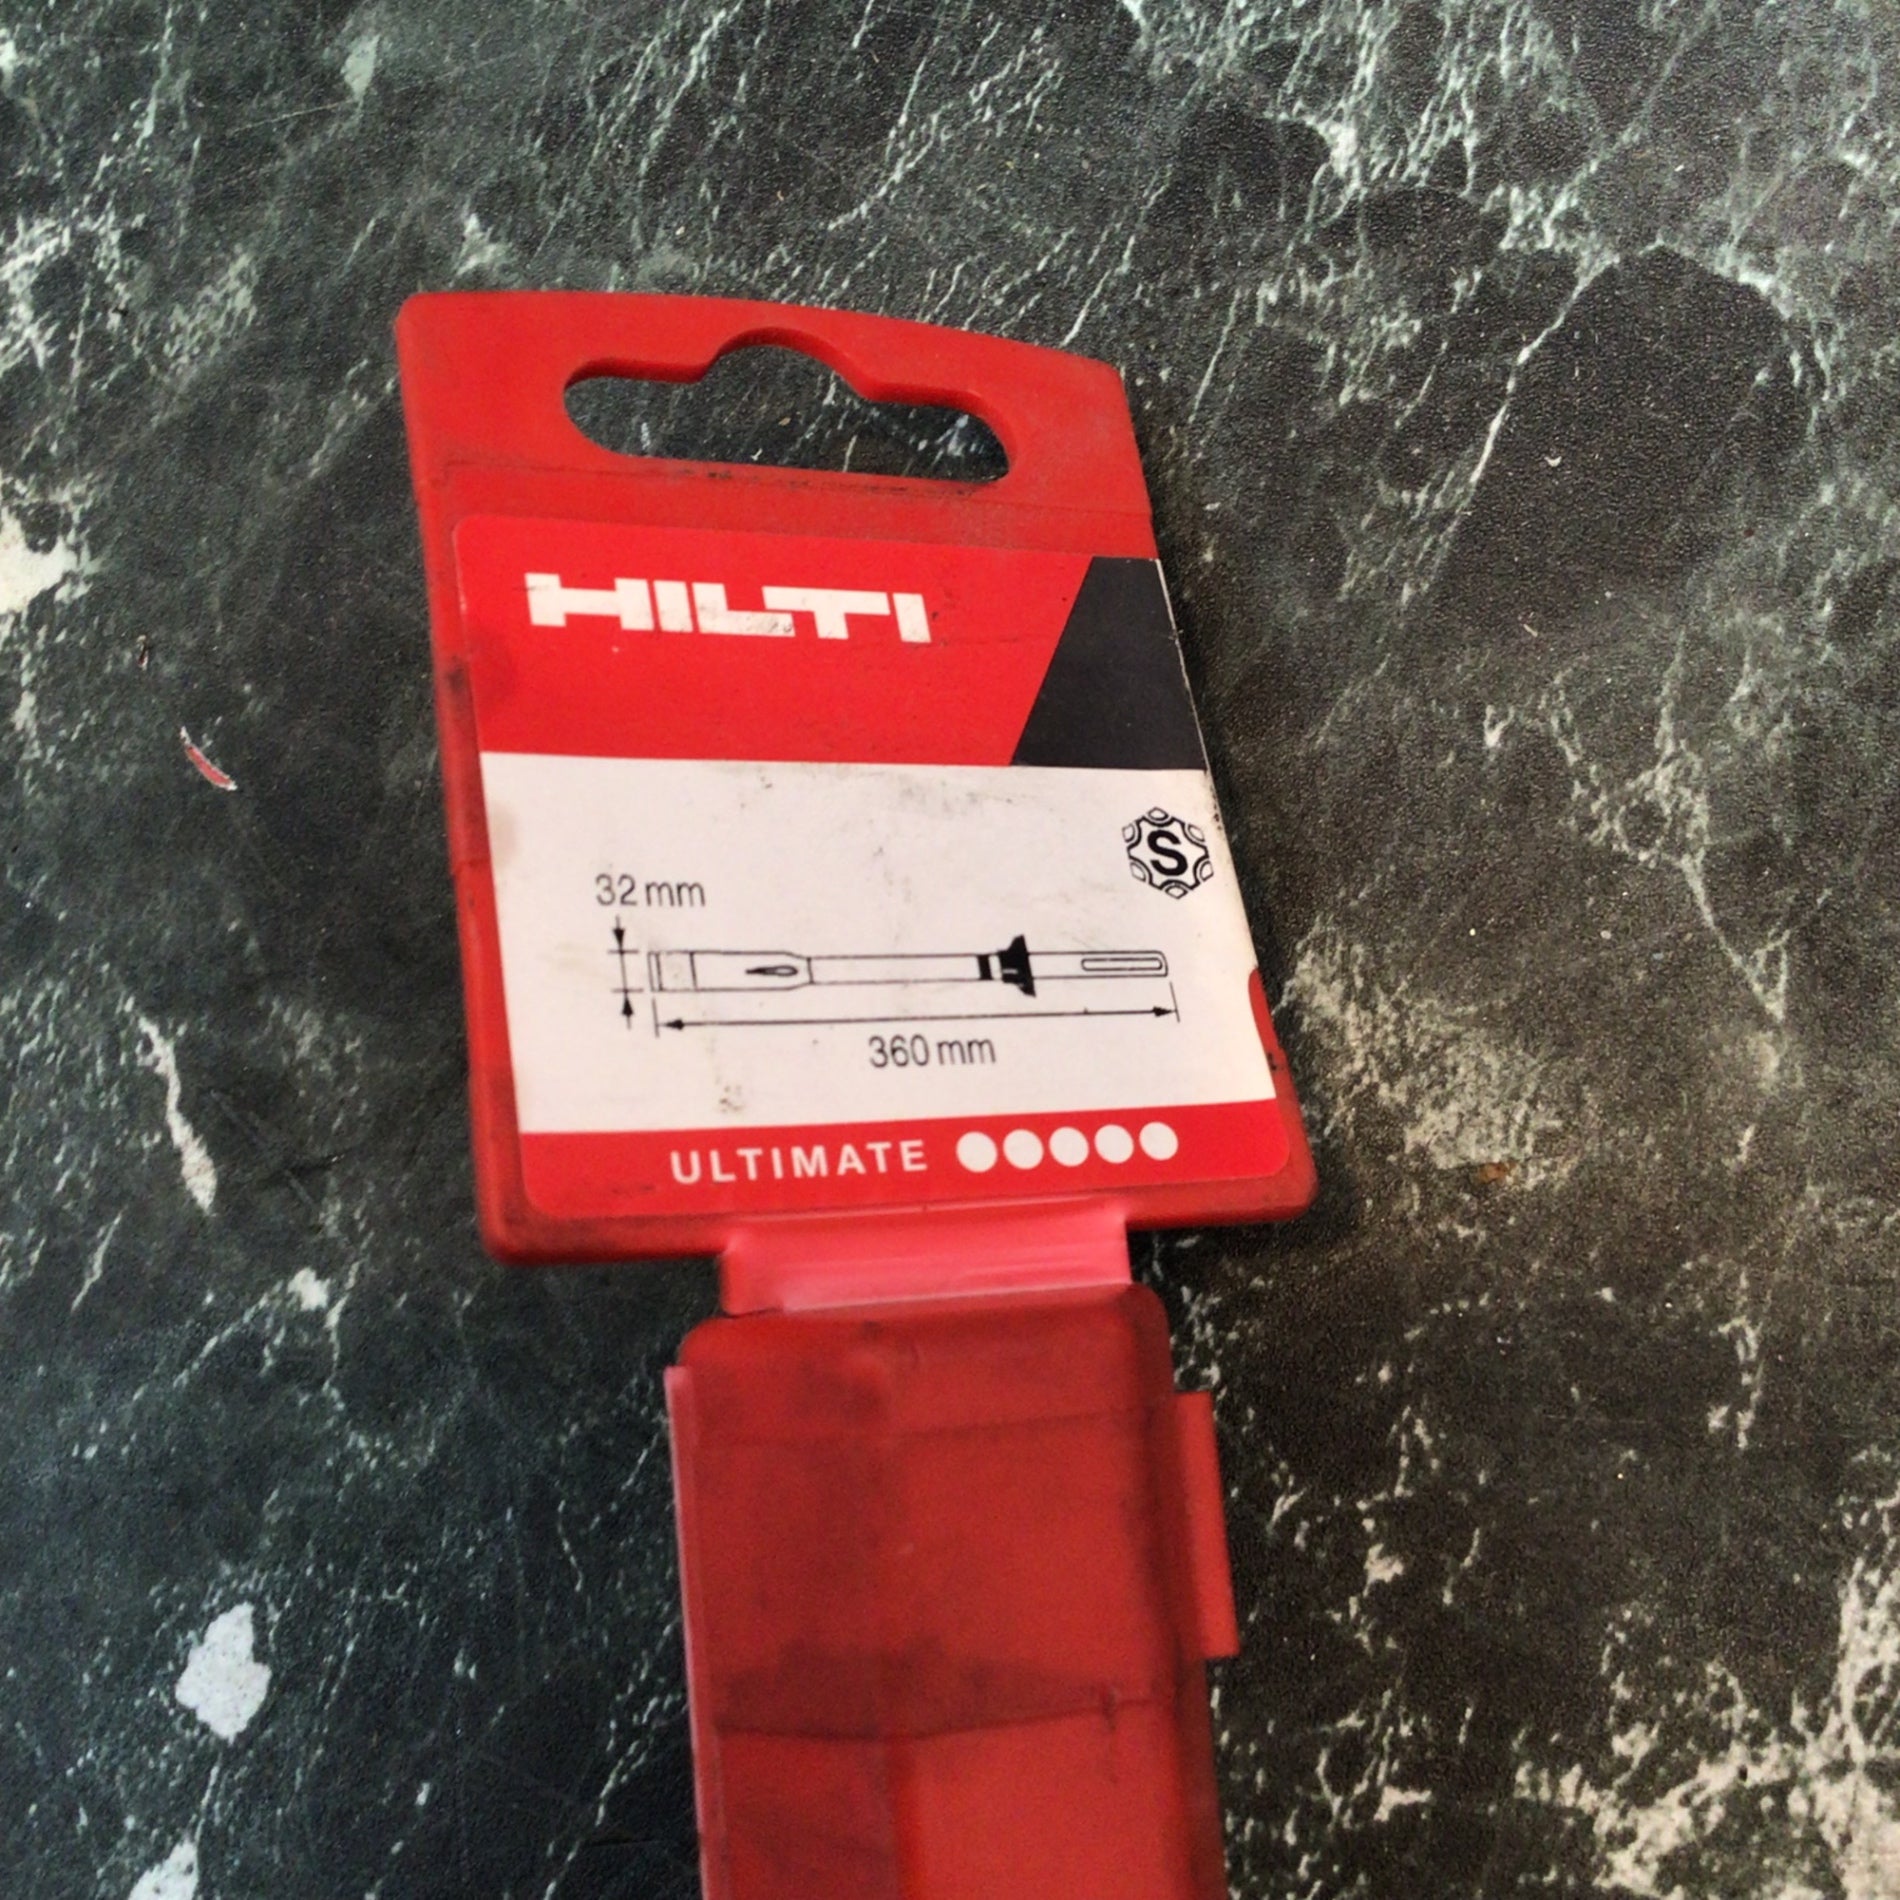 HILTI
S
32 mm
360 mm
ULTIMATE